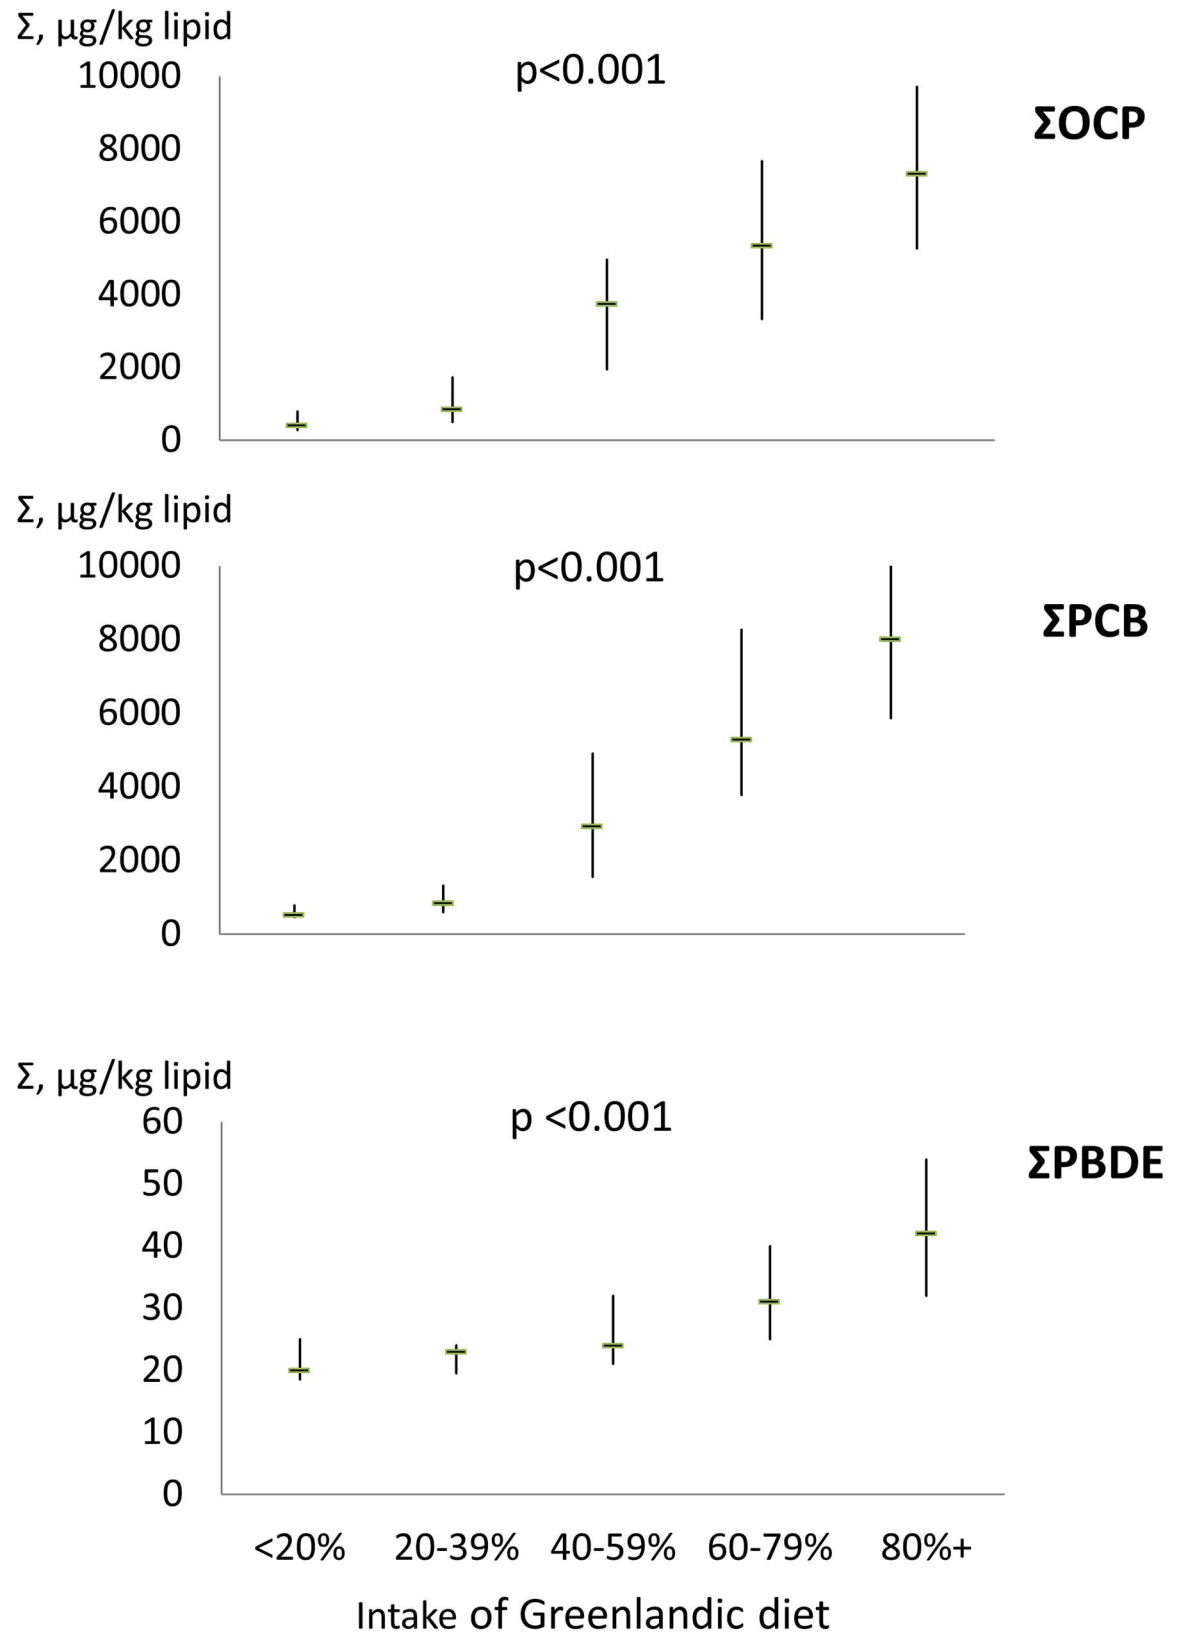 Σ, µg/kg lipid
10000
p<0.001
ΣOCP
8000
6000
4000
2000
0
Σ, µg/kg lipid
10000
p<0.001
ΣPCB
8000
6000
4000
2000
0
Σ, µg/kg lipid
60
p <0.001
ΣPBDE
50
40
30
20
10
0
<20% 20-39% 40-59% 60-79% 80%+
Intake of Greenlandic diet